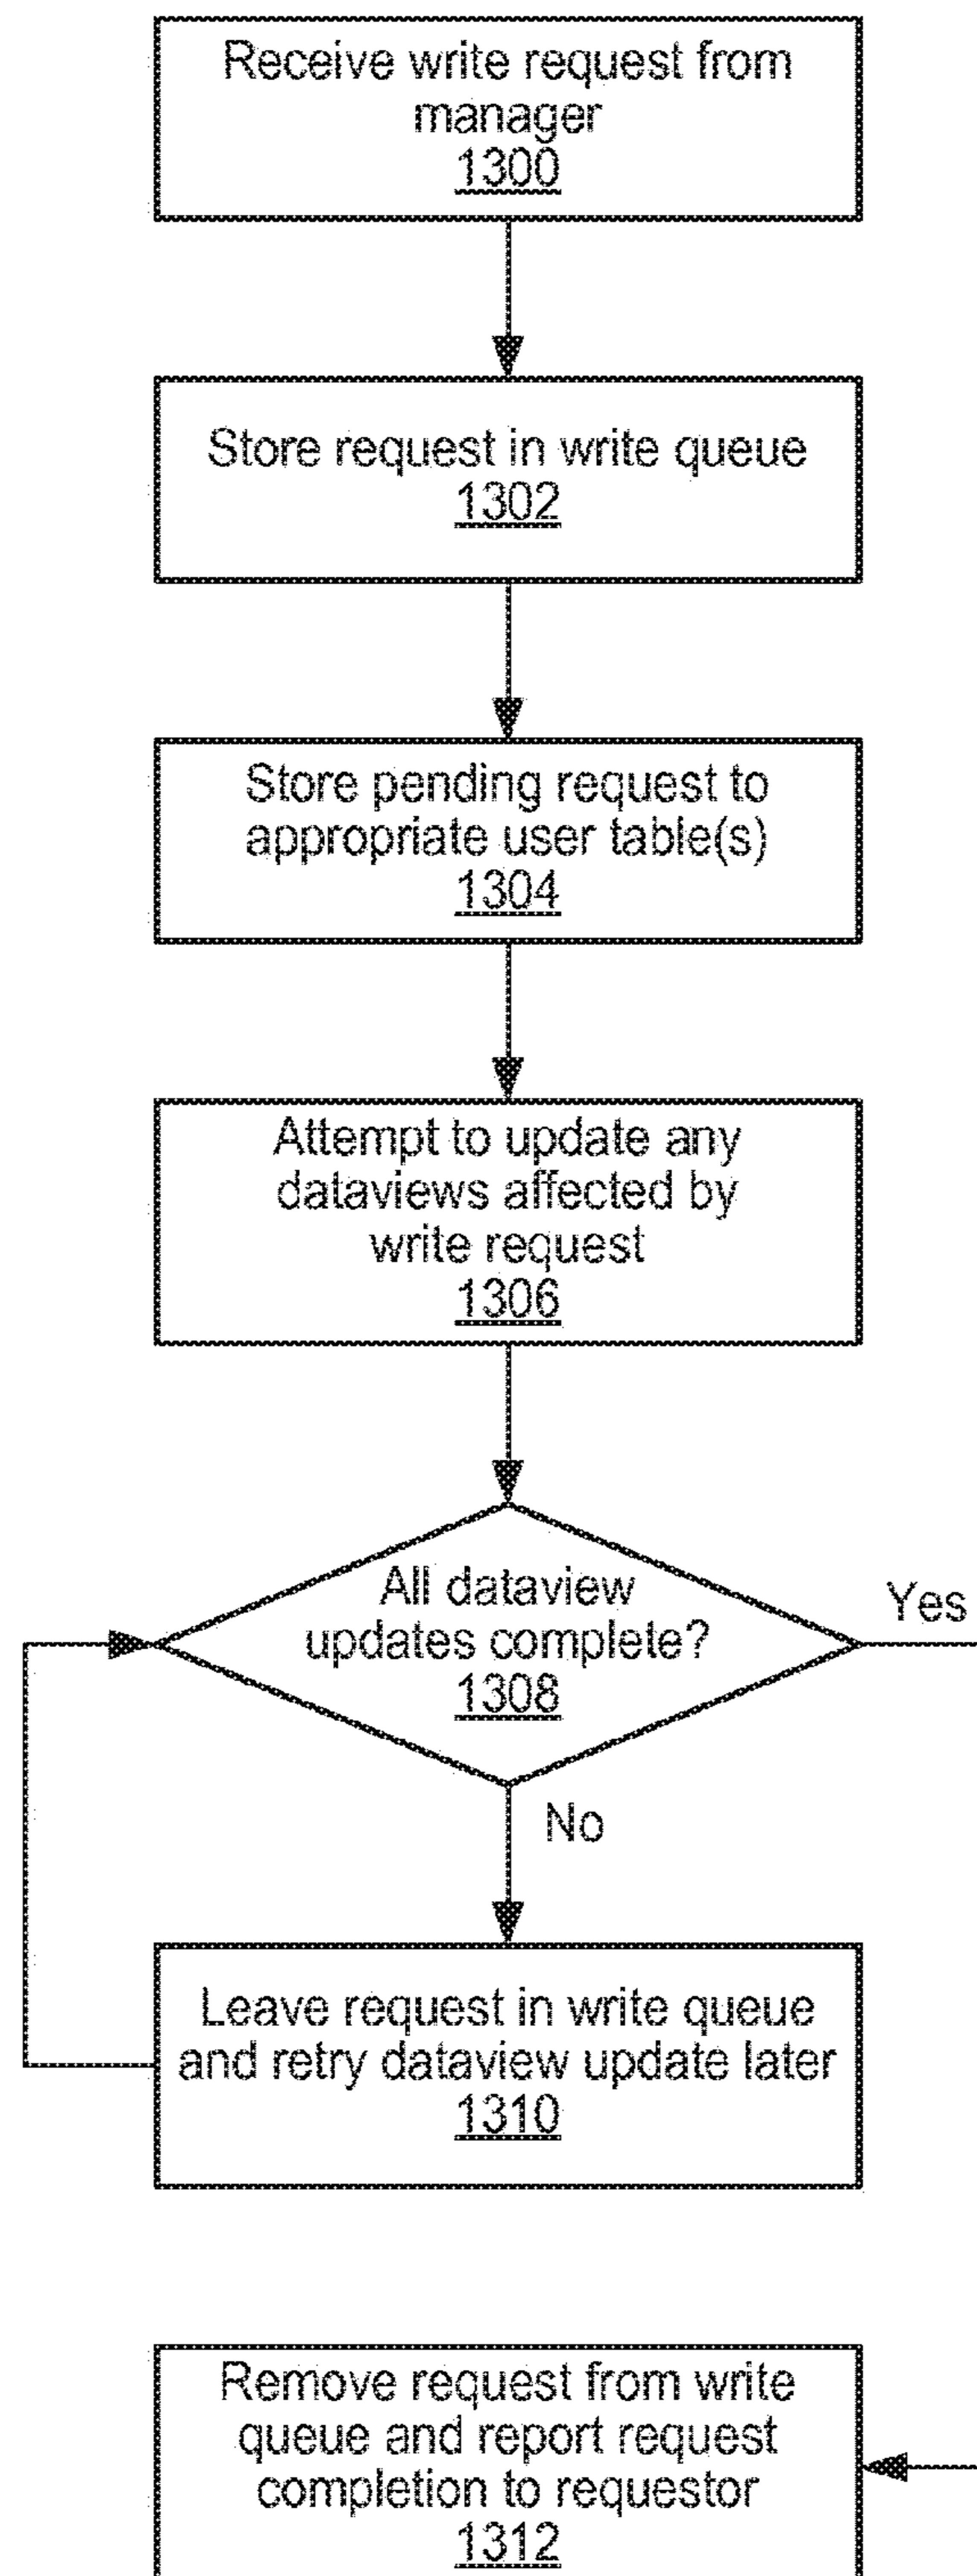 Receive write request from
manager
1300
Store request in write queue
1302
Store pending request to
appropriate user table(s)
1304
Attempt to update any
dataviews affected by
write request
1306
All dataview
updates complete?
1308
Yes
No
Leave request in write queue
and retry dataview update later
1310
Remove request from write
queue and report request
completion to requestor
1312